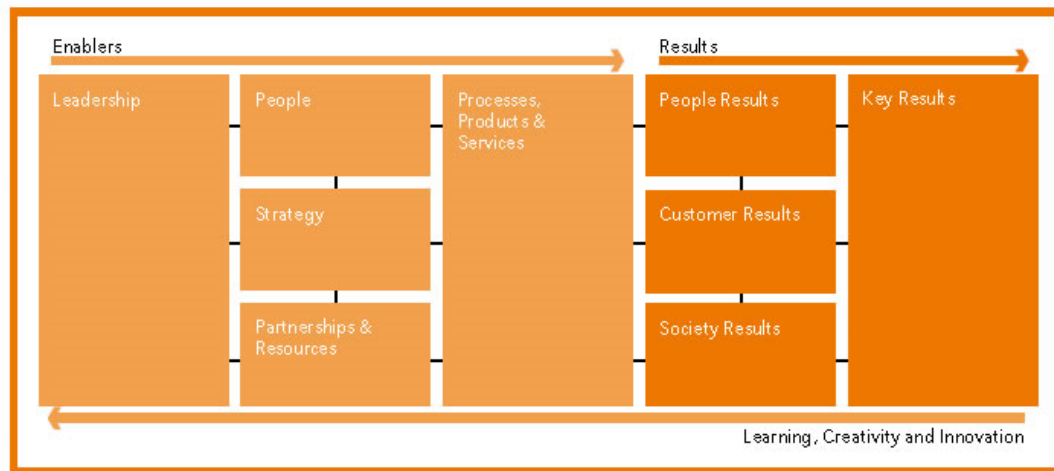 Enablers
Results
Leadership
People
Processes,
Products &
Services
People Results
Key Results
Strategy
Customer Results
Partnerships &
Resources
Society Results
Learning, Creativity and Innovation